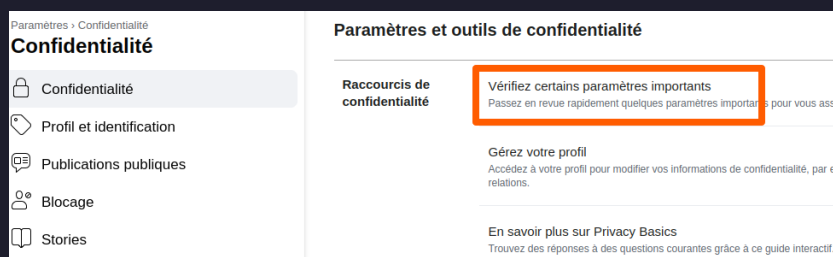 Paramètres › Confidentialité
Confidentialité
Confidentialité
Profil et identification
Publications publiques
Blocage
Stories
Paramètres et outils de confidentialité
Raccourcis de
confidentialité
Vérifiez certains paramètres importants
Passez en revue rapidement quelques paramètres importants pour vous ass
Gérez votre profil
Accédez à votre profil pour modifier vos informations de confidentialité, par e
relations.
En savoir plus sur Privacy Basics
Trouvez des réponses à des questions courantes grâce à ce guide interactif.